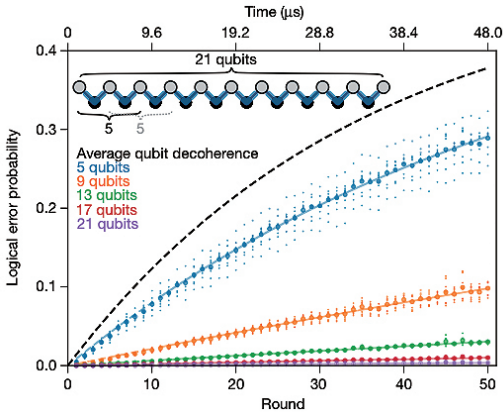 Time (μs)
0 9.6 19.2 28.8 38.4 48.0
0.4
21 qubits
5 5
0.3
Average qubit decoherence
5 qubits
9 qubits
13 qubits
17 qubits
21 qubits
0.2
0.1
0.0
Logical error probability
0 10 20 30 40 50
Round